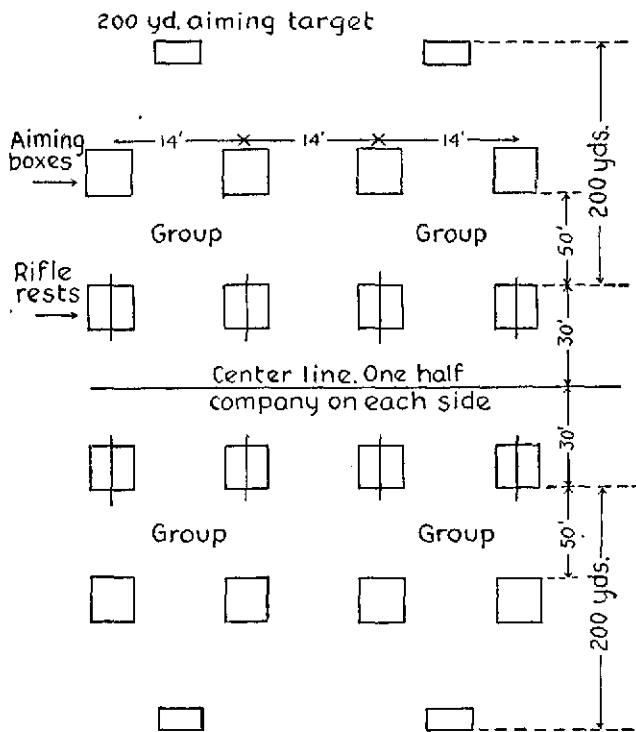 200 yd. aiming target
14' 14' 14'
Aiming
boxes
200 yds.
50'
Group Group
Rifle
rests
30'
Center line. One half
company on each side
30'
Group Group
50'
200 yds.